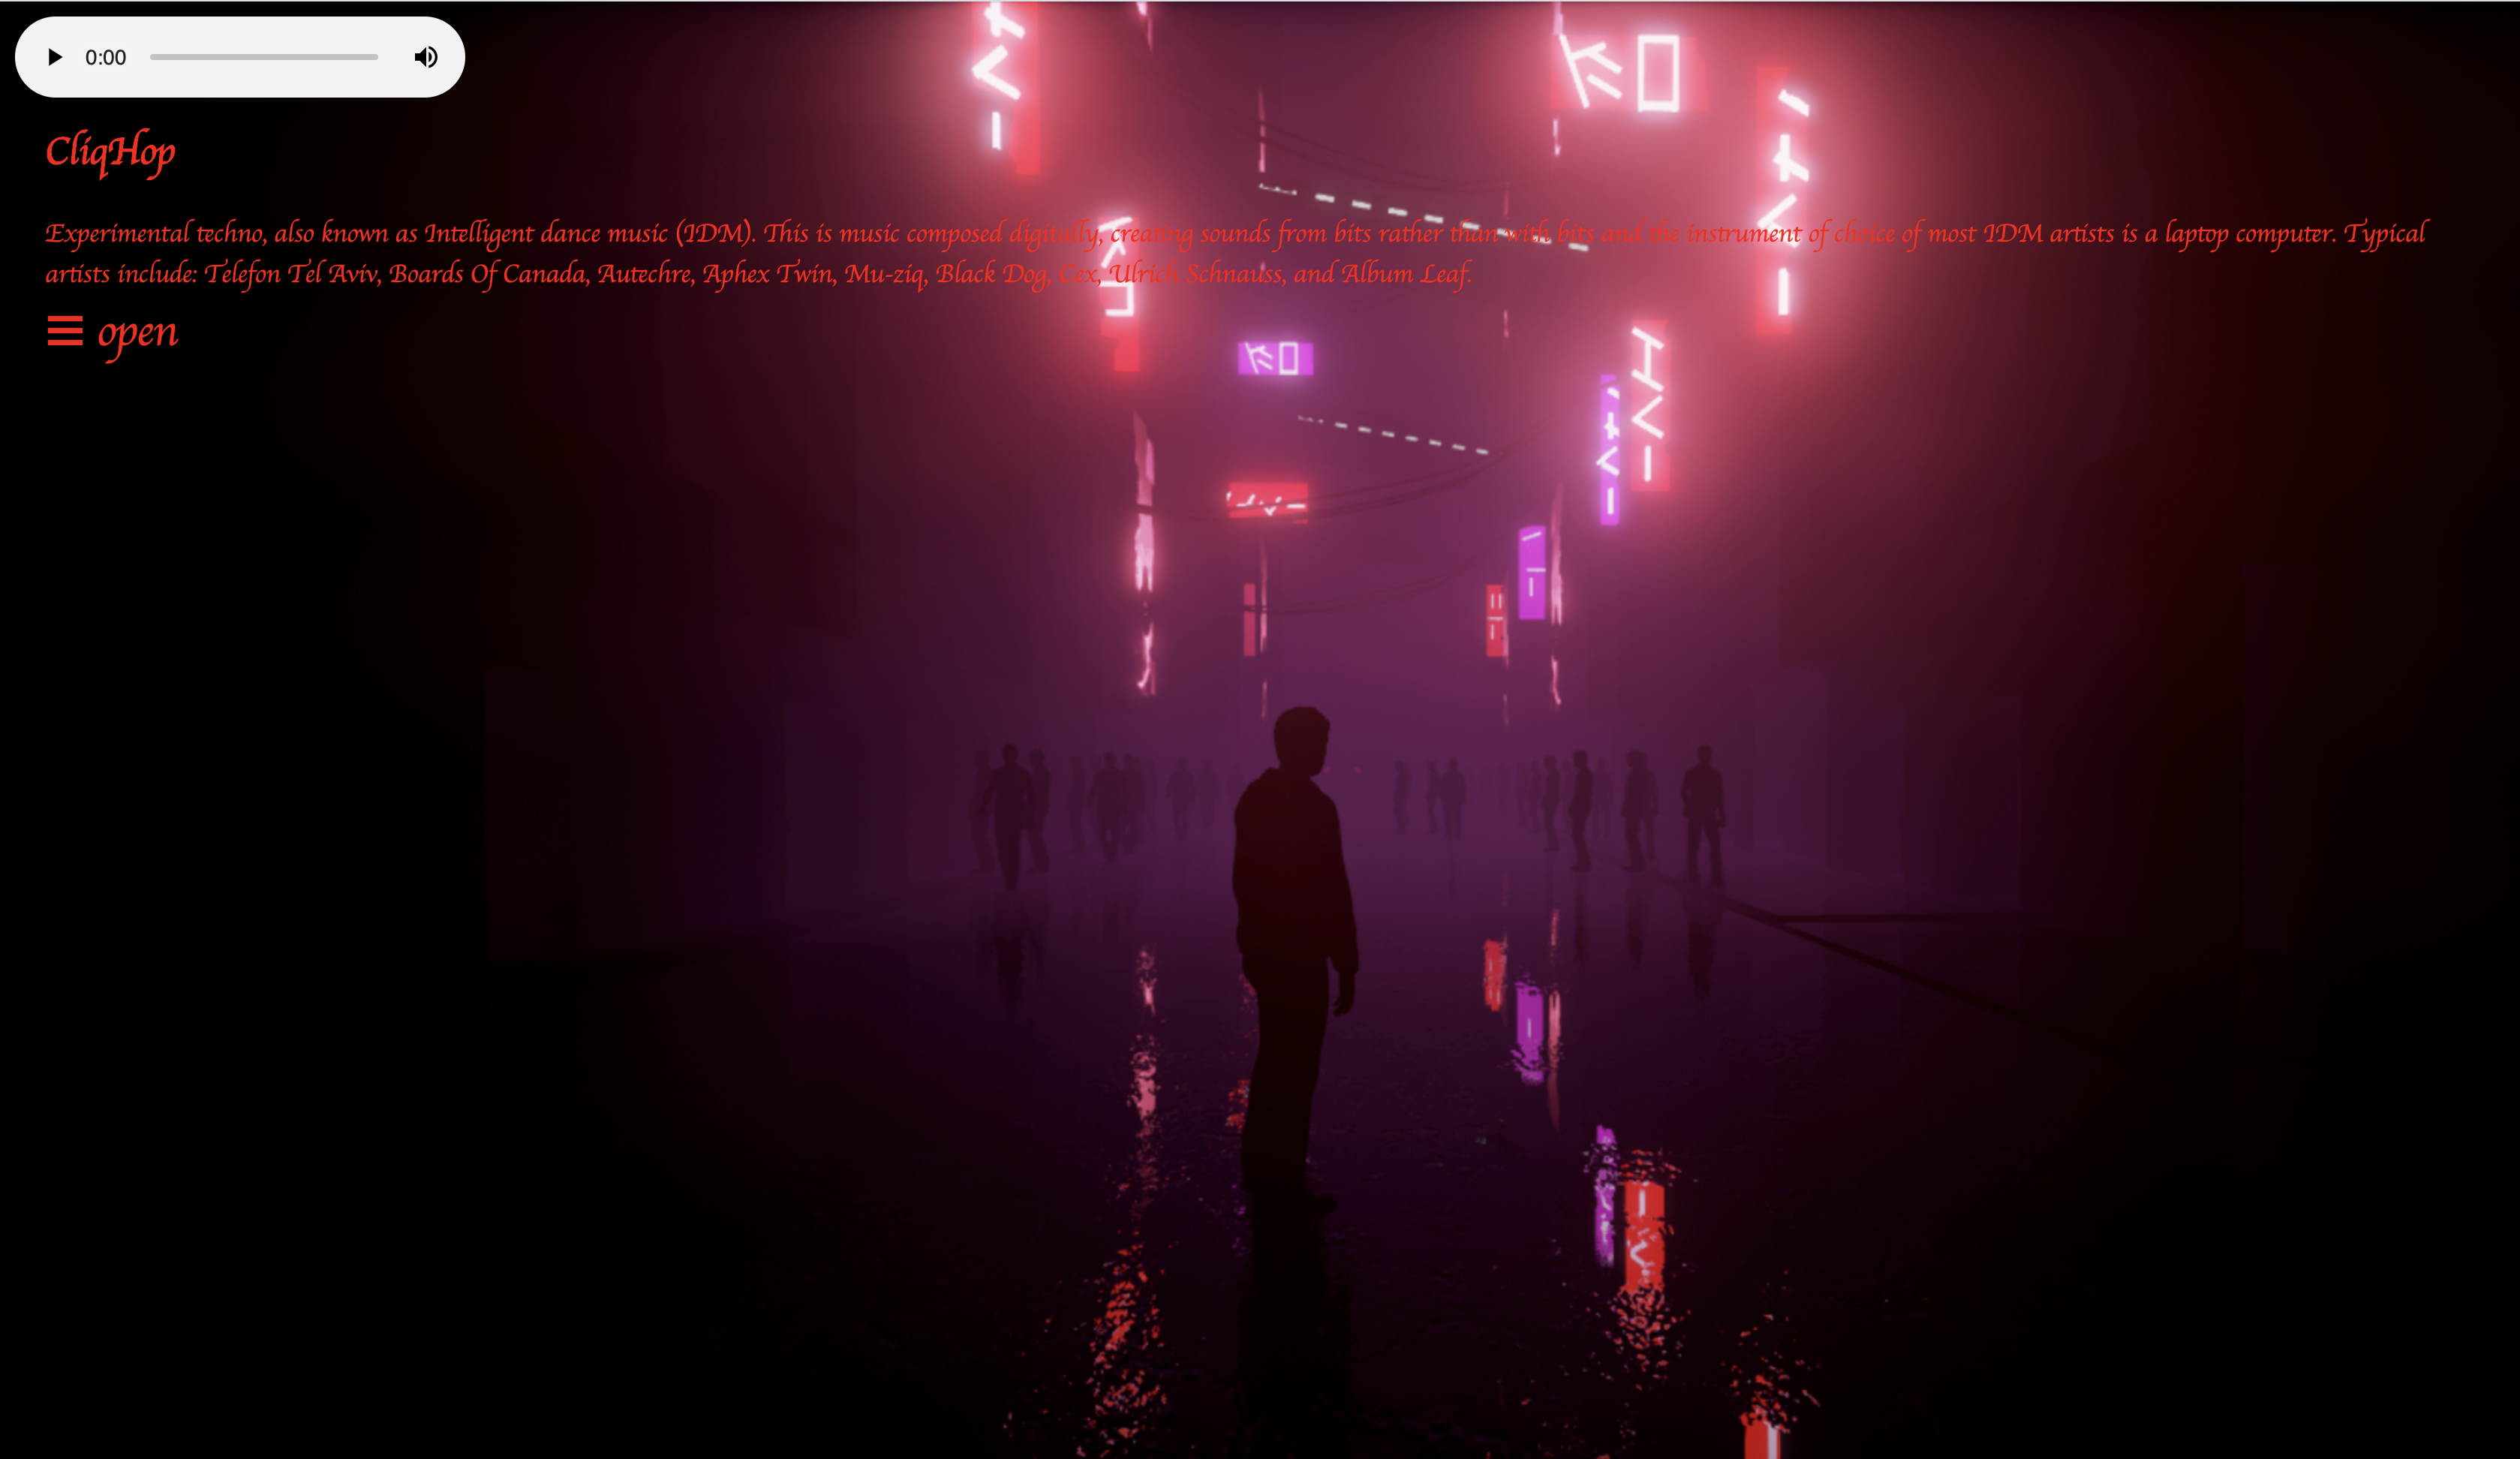 0:00
CliqHop
Experimental techno, also known as Intelligent dance music (IDM). This is music composed digitally, creating sounds from bits rather than with bits and the instrument of choice of most IDM artists is a laptop computer. Typical
artists include: Telefon Tel Aviv, Boards Of Canada, Autechre, Aphex Twin, Mu-ziq, Black Dog, Cex, Ulrich Schnauss, and Album Leaf.
open